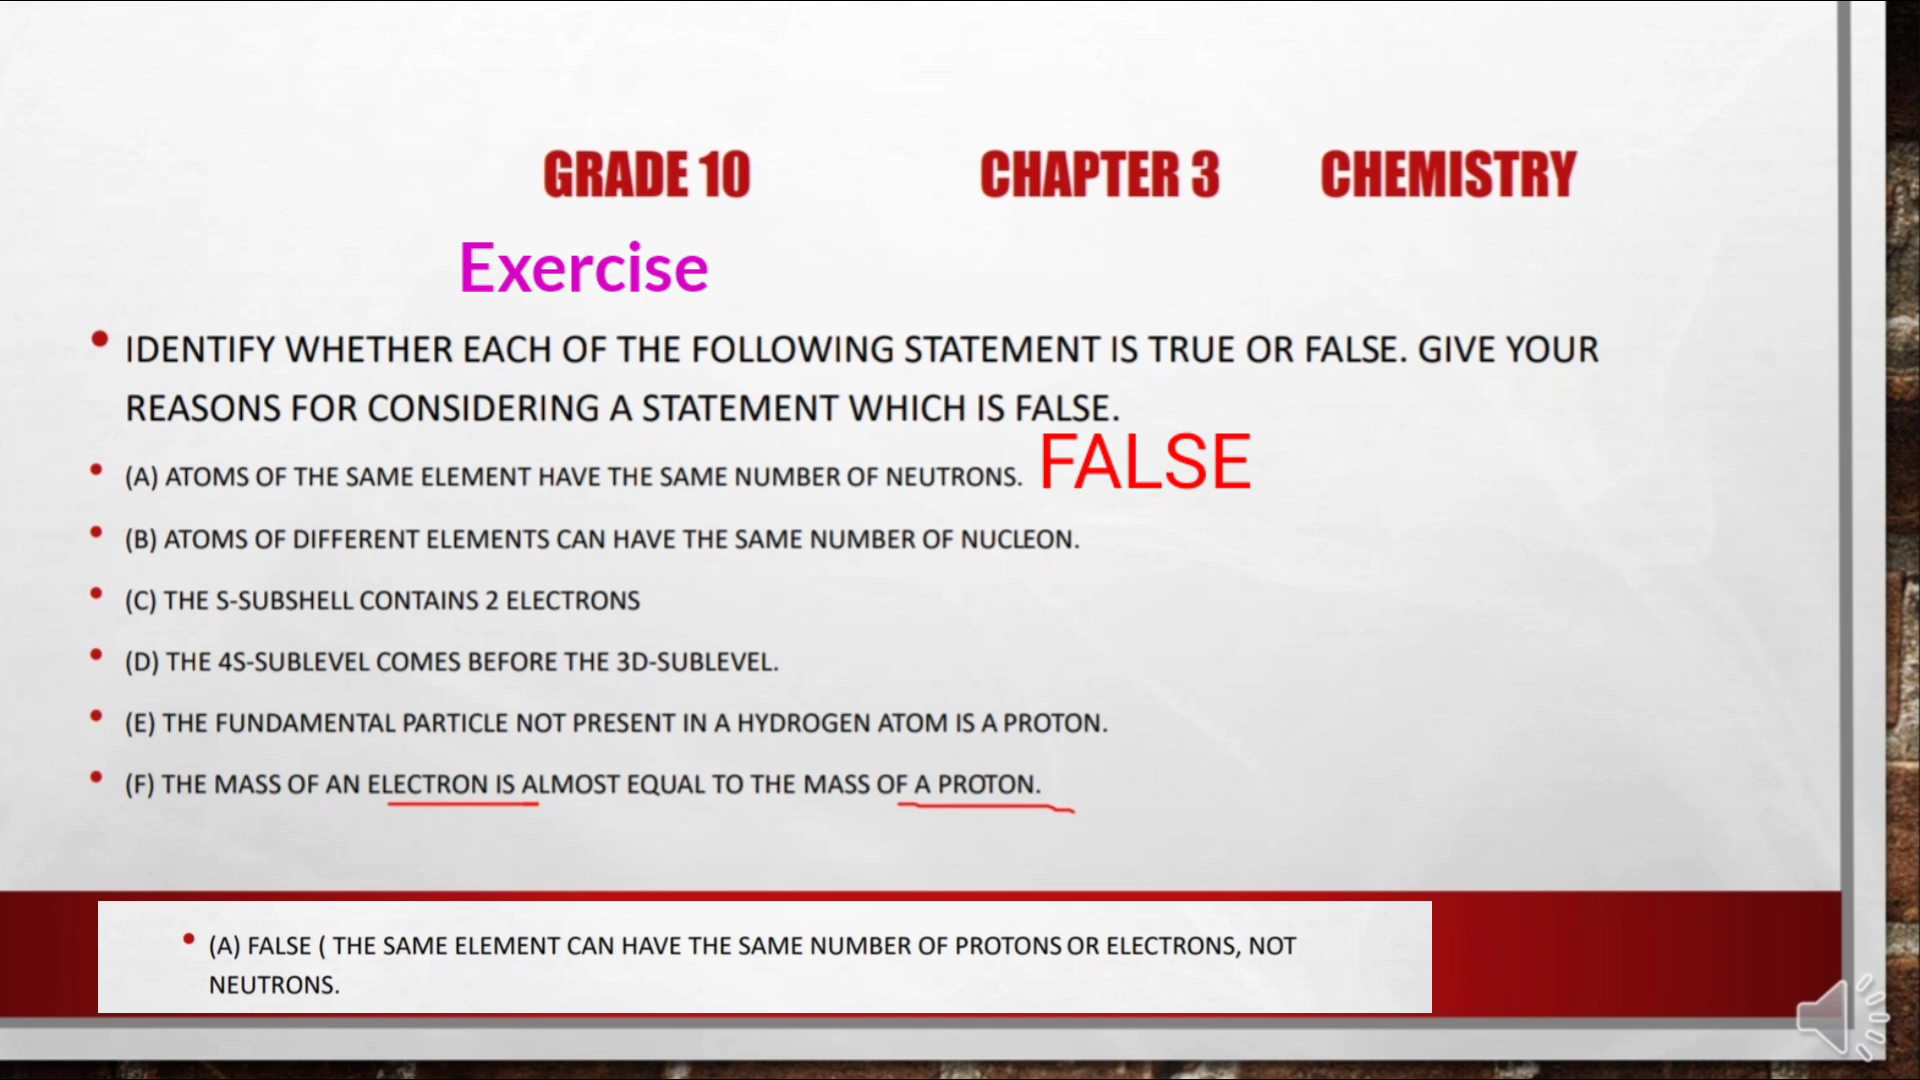 GRADE 10 CHAPTER 3 CHEMISTRY
Exercise
• IDENTIFY WHETHER EACH OF THE FOLLOWING STATEMENT IS TRUE OR FALSE. GIVE YOUR
REASONS FOR CONSIDERING A STATEMENT WHICH IS FALSE.
• (A) ATOMS OF THE SAME ELEMENT HAVE THE SAME NUMBER OF NEUTRONS. FALSE
• (B) ATOMS OF DIFFERENT ELEMENTS CAN HAVE THE SAME NUMBER OF NUCLEON.
• (C) THE S-SUBSHELL CONTAINS 2 ELECTRONS
• (D) THE 4S-SUBLEVEL COMES BEFORE THE 3D-SUBLEVEL.
• (E) THE FUNDAMENTAL PARTICLE NOT PRESENT IN A HYDROGEN ATOM IS A PROTON.
• (F) THE MASS OF AN ELECTRON IS ALMOST EQUAL TO THE MASS OF A PROTON.
• (A) FALSE ( THE SAME ELEMENT CAN HAVE THE SAME NUMBER OF PROTONS OR ELECTRONS, NOT
NEUTRONS.